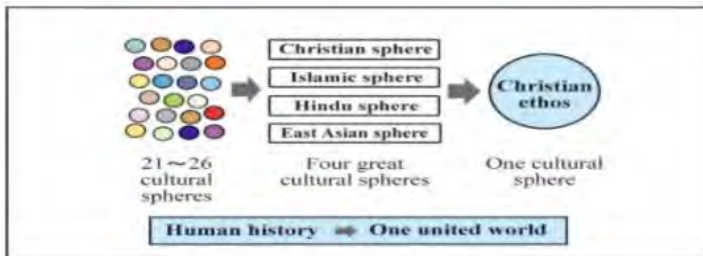 Christian sphere
Islamic sphere
Hindu sphere
East Asian sphere
Christian
ethos
21~26
cultural
spheres
Four great
cultural spheres
One cultural
sphere
Human history ➡ One united world